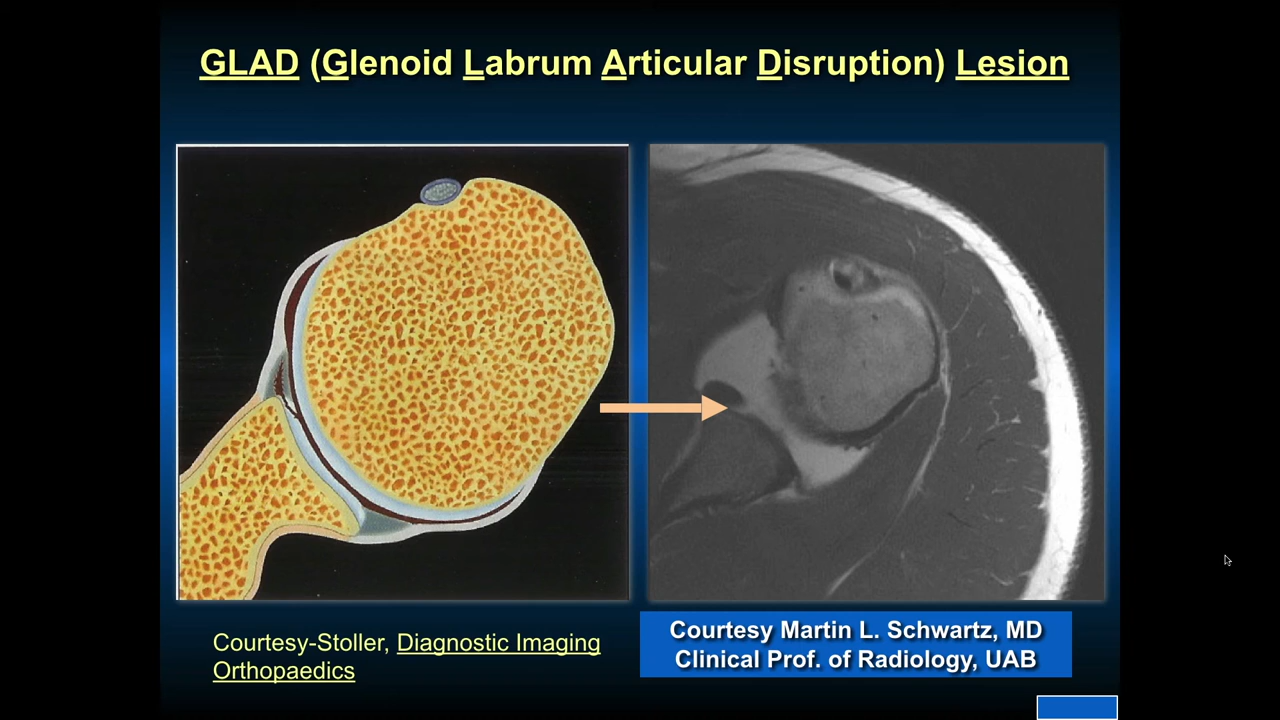 GLAD (Glenoid Labrum Articular Disruption) Lesion
Courtesy-Stoller, Diagnostic Imaging
Orthopaedics
Courtesy Martin L. Schwartz, MD
Clinical Prof. of Radiology, UAB